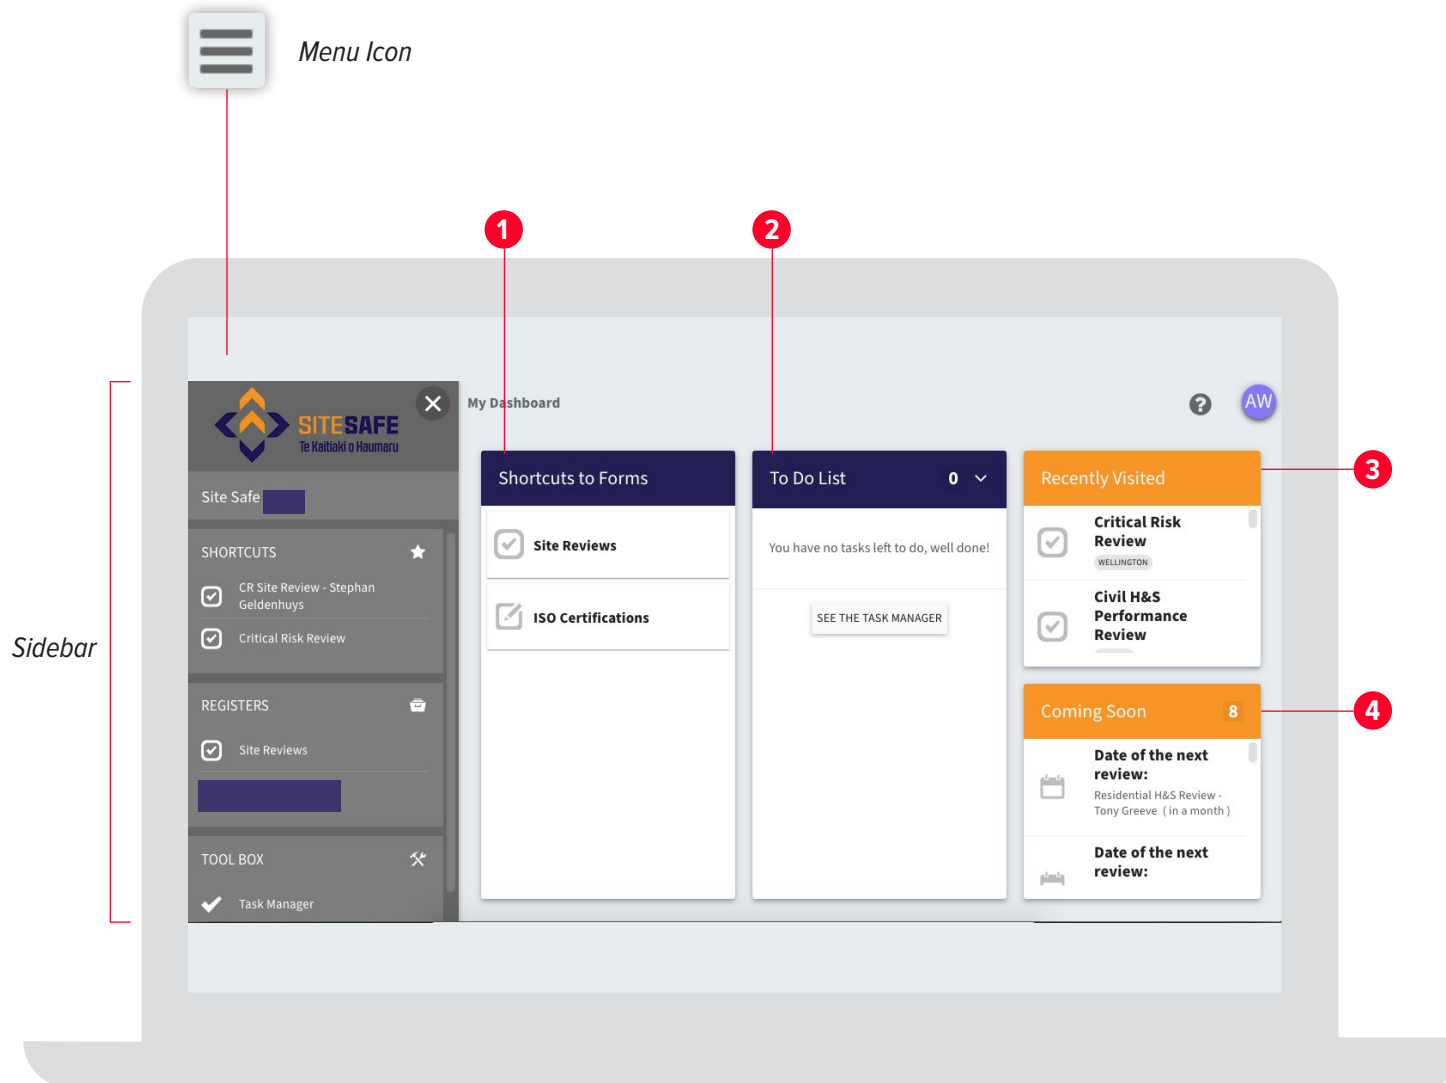 Menu Icon
1
2
SITESAFE
Te Kaitiaki o Haumaru
My Dashboard
?
AW
Site Safe
SHORTCUTS
CR Site Review - Stephan
Geldenhuys
Critical Risk Review
REGISTERS
Site Reviews
TOOL BOX
Task Manager
Sidebar
Shortcuts to Forms
Site Reviews
ISO Certifications
To Do List 0
You have no tasks left to do, well done!
SEE THE TASK MANAGER
Recently Visited
3
Critical Risk
Review
WELLINGTON
Civil H&S
Performance
Review
Coming Soon 8
4
Date of the next
review:
Residential H&S Review -
Tony Greeve ( in a month )
Date of the next
review: